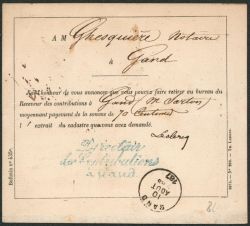 A M Ghesquière Notaire
à Gand
J'ai l'honneur de vous annoncer que vous pouvez faire retirer au bureau du
Receveur des contributions à Gand (M. Sarton)
moyennant payement de la somme de 70 Centimes
l' extrait du cadastre que vous avez demandé.
Leclercq
Directeur
des Contributions
à Gand.
GAND
10
AOUT